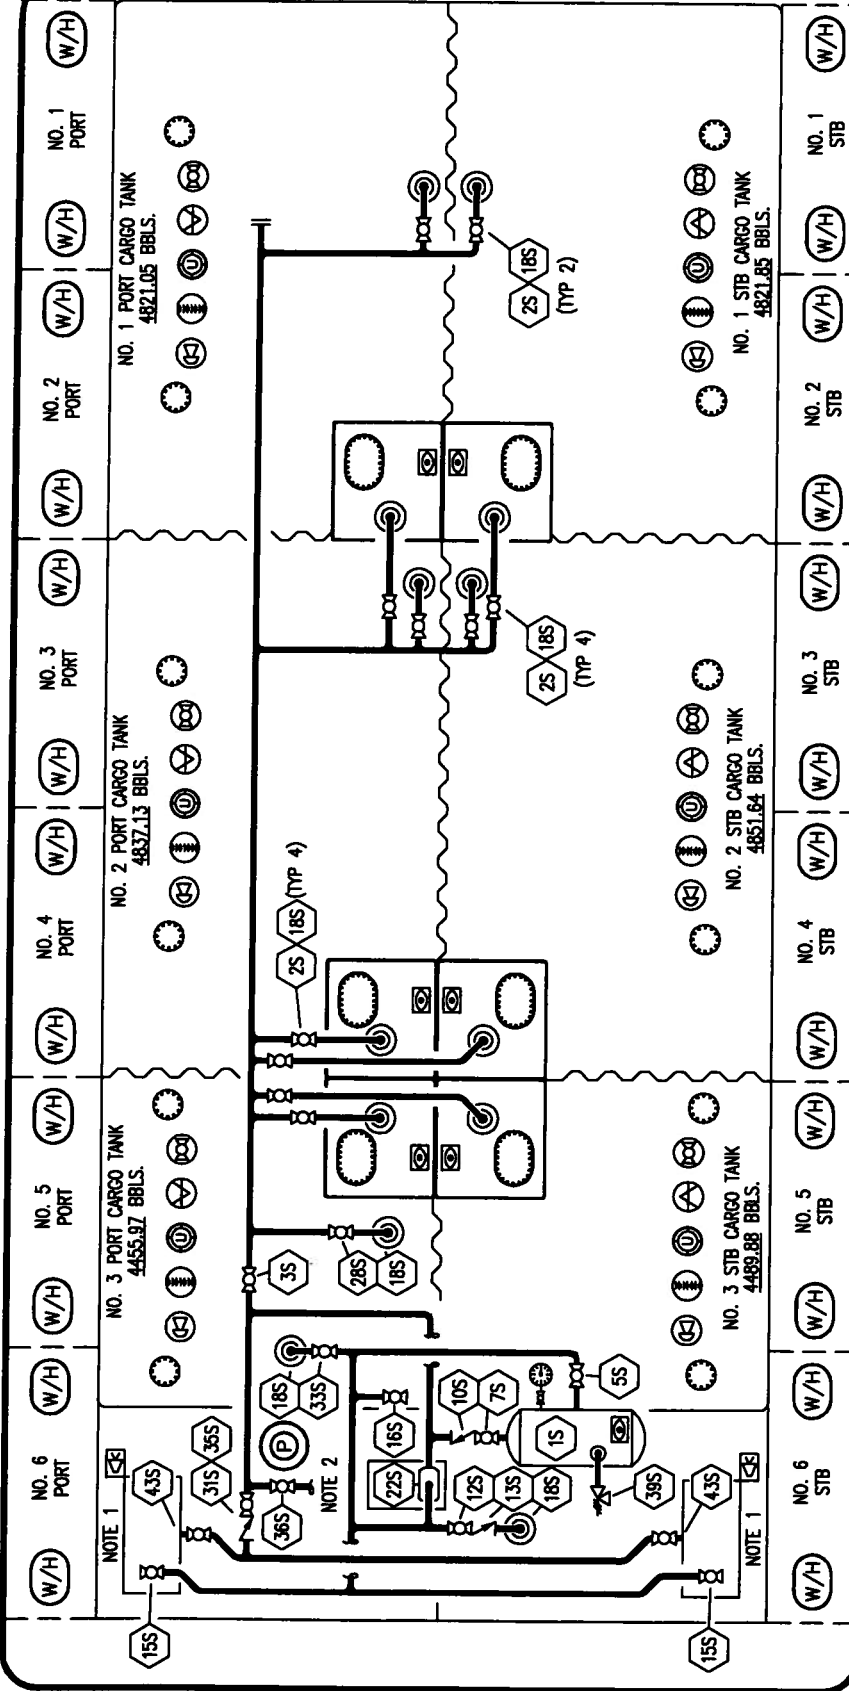 W/H
NO. 6
PORT
W/H
W/H
NO. 5
PORT
W/H
W/H
NO. 4
PORT
W/H
W/H
NO. 3
PORT
W/H
W/H
NO. 2
PORT
W/H
W/H
NO. 1
PORT
W/H
NOTE 1
15S
43S
NO. 3 PORT CARGO TANK
4455.97 BBLS.
U
NO. 2 PORT CARGO TANK
4837.13 BBLS.
U
NO. 1 PORT CARGO TANK
4821.05 BBLS.
U
31S
35S
36S
P
NOTE 2
18S
33S
3S
28S
18S
2S
18S
(TYP 4)
22S
16S
10S
7S
12S
13S
18S
1S
5S
39S
2S
18S
(TYP 4)
2S
18S
(TYP 2)
15S
43S
NOTE 1
U
NO. 3 STB CARGO TANK
4489.88 BBLS.
U
NO. 2 STB CARGO TANK
4851.64 BBLS.
U
NO. 1 STB CARGO TANK
4821.85 BBLS.
W/H
NO. 6
STB
W/H
W/H
NO. 5
STB
W/H
W/H
NO. 4
STB
W/H
W/H
NO. 3
STB
W/H
W/H
NO. 2
STB
W/H
W/H
NO. 1
STB
W/H